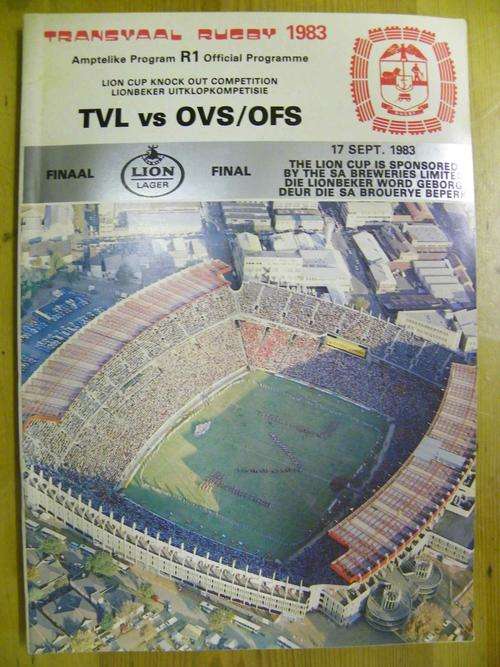 TRANSVAAL RUGBY 1983
Amptelike Program R1 Official Programme
LION CUP KNOCK OUT COMPETITION
LIONBEKER UITKLOPKOMPETISIE
TVL vs OVS/OFS
RUGBY
17 SEPT. 1983
FINAAL
LION
LAGER
FINAL
THE LION CUP IS SPONSORED
BY THE SA BREWERIES LIMITE
DIE LIONBEKER WORD GEBORG
DEUR DIE SA BROUERYE BEPERK